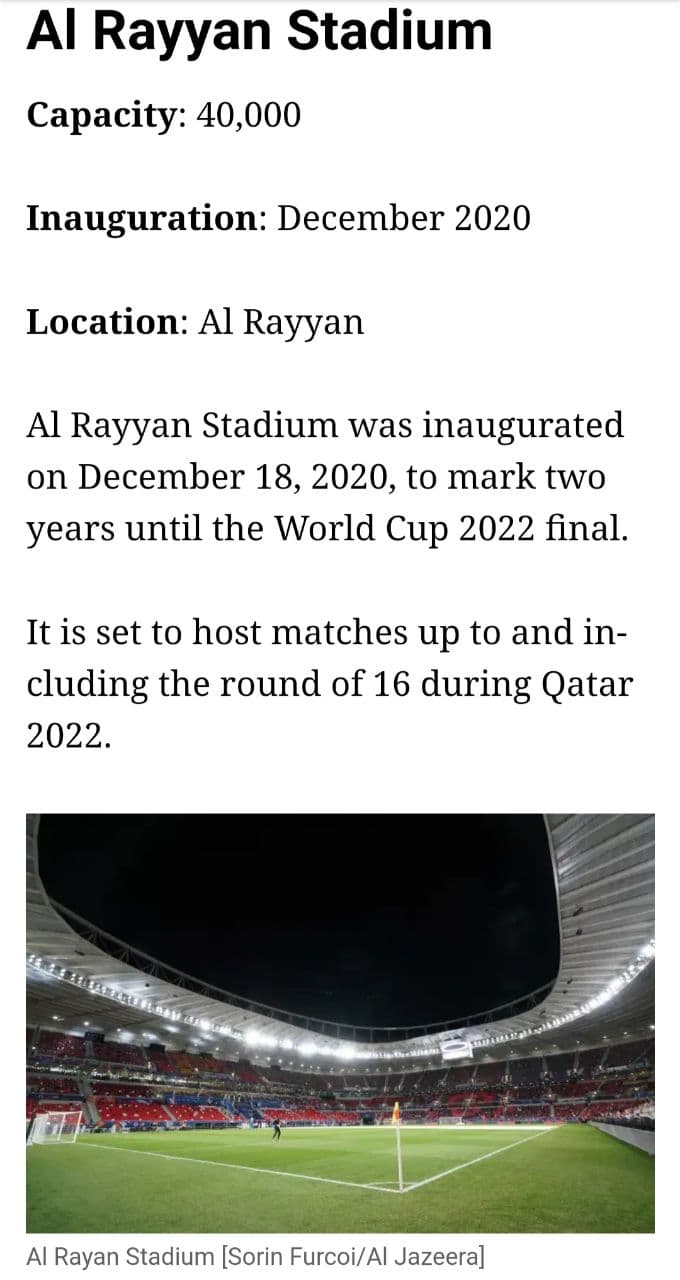 Al Rayyan Stadium
Capacity: 40,000
Inauguration: December 2020
Location: Al Rayyan
Al Rayyan Stadium was inaugurated
on December 18, 2020, to mark two
years until the World Cup 2022 final.
It is set to host matches up to and in-
cluding the round of 16 during Qatar
2022.
Al Rayan Stadium [Sorin Furcoi/Al Jazeera]